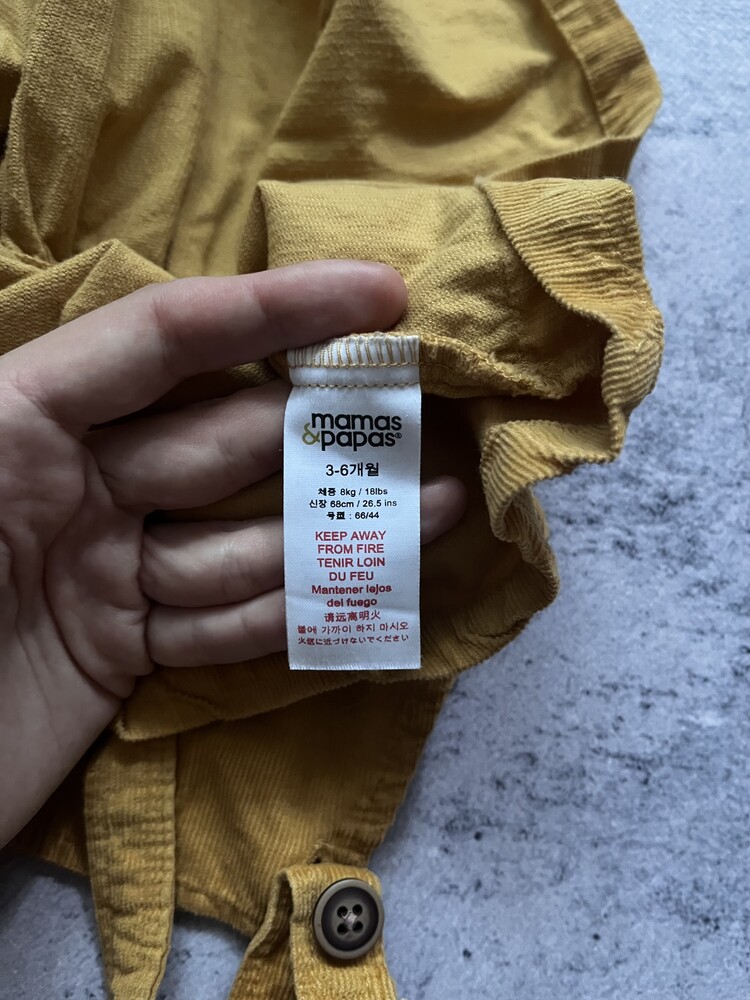 mamas
&papas®
3-6개월
체중 8kg / 18lbs
신장 68cm / 26.5 ins
号型 : 66/44
KEEP AWAY
FROM FIRE
TENIR LOIN
DU FEU
Mantener lejos
del fuego
请远离明火
불에 가까이 하지 마시오
火気に近づけないでください